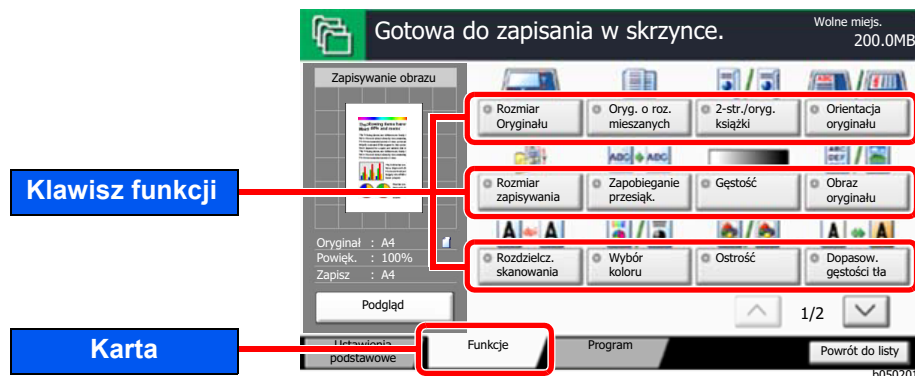 Gotowa do zapisania w skrzynce.
Wolne miejs.
200.0MB
Zapisywanie obrazu
Rozmiar
Oryginału
Oryg. o roz.
mieszanych
2-str./oryg.
książki
Orientacja
oryginału
Klawisz funkcji
Rozmiar
zapisywania
Zapobieganie
przesiąk.
Gęstość
Obraz
oryginału
Oryginał : A4
Powięk. : 100%
Zapisz : A4
Rozdzielcz.
skanowania
Wybór
koloru
Ostrość
Dopasow.
gęstości tła
Podgląd
1/2
Karta
Ustawienia
podstawowe
Funkcje
Program
Powrót do listy